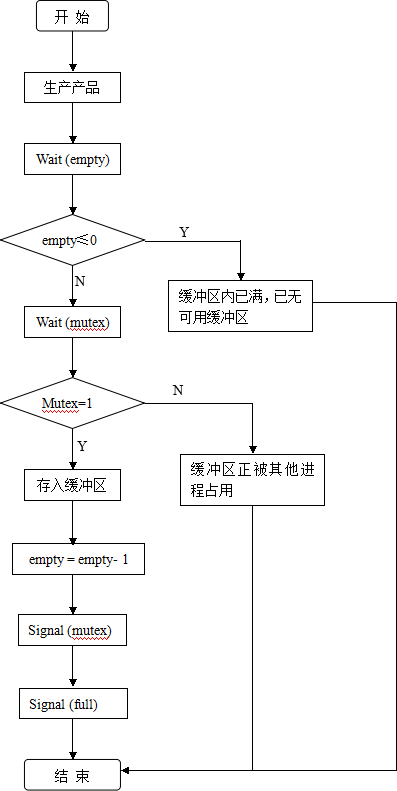 开 始
生产产品
Wait (empty)
empty≤0
Y
N
缓冲区内已满，已无
可用缓冲区
Wait (mutex)
Mutex=1
N
Y
缓冲区正被其他进
程占用
存入缓冲区
empty = empty- 1
Signal (mutex)
Signal (full)
结 束